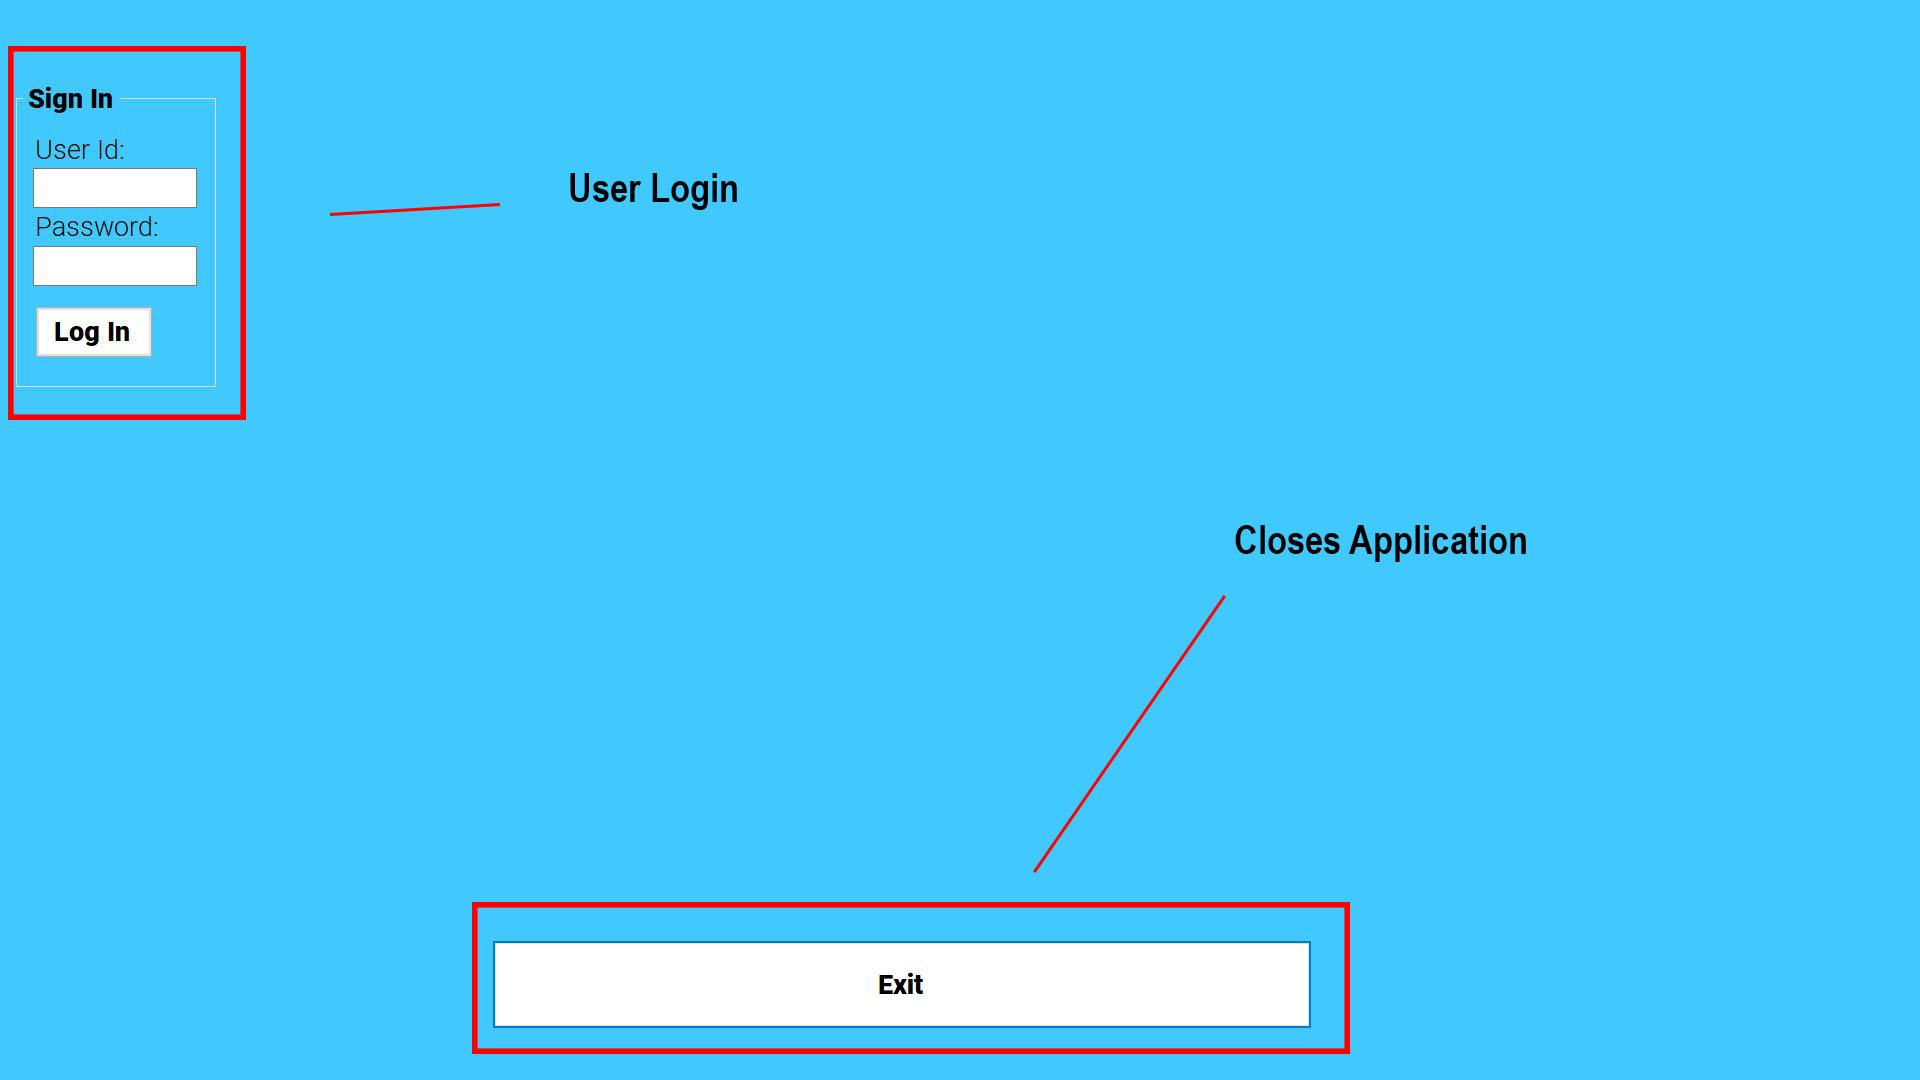 Sign In
User Id:
Password:
Log In
User Login
Closes Application
Exit